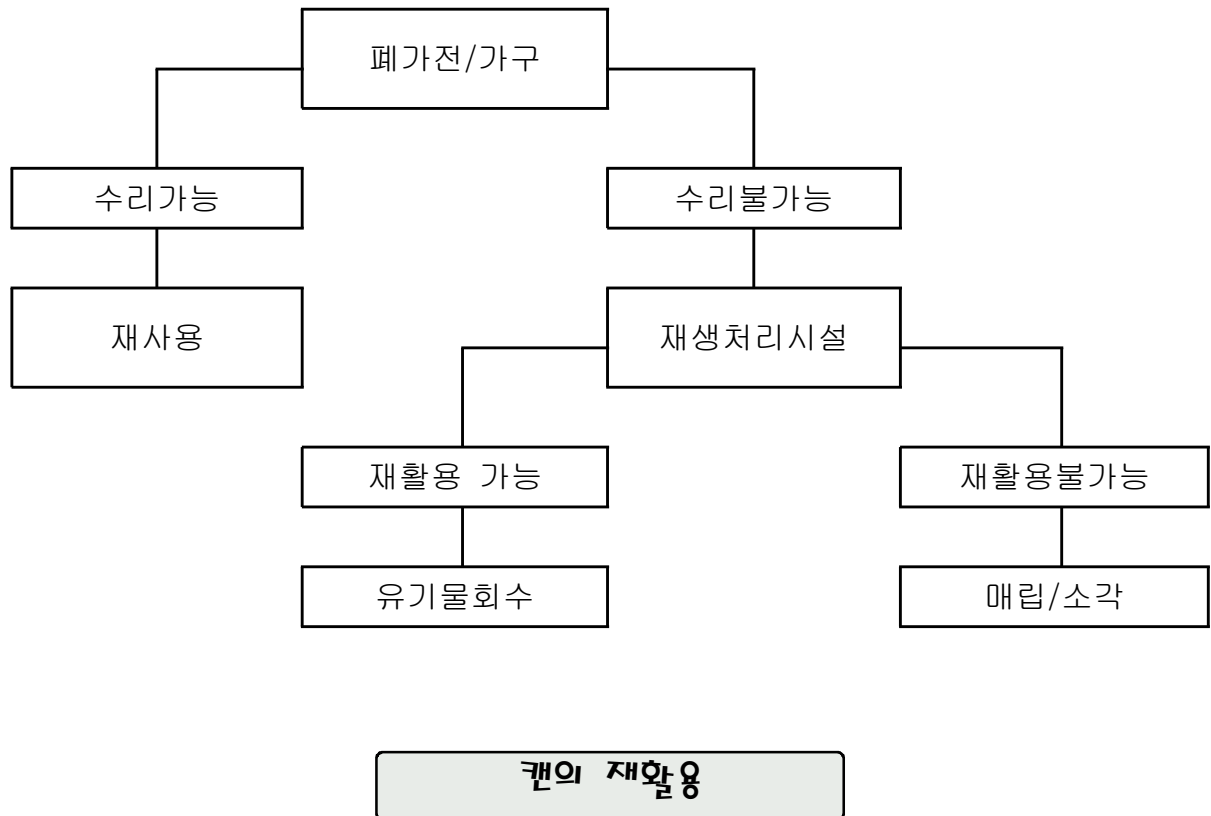 폐가전/가구
수리가능
수리불가능
재사용
재생처리시설
재활용 가능
재활용불가능
유기물회수
매립/소각
캔의 재활용